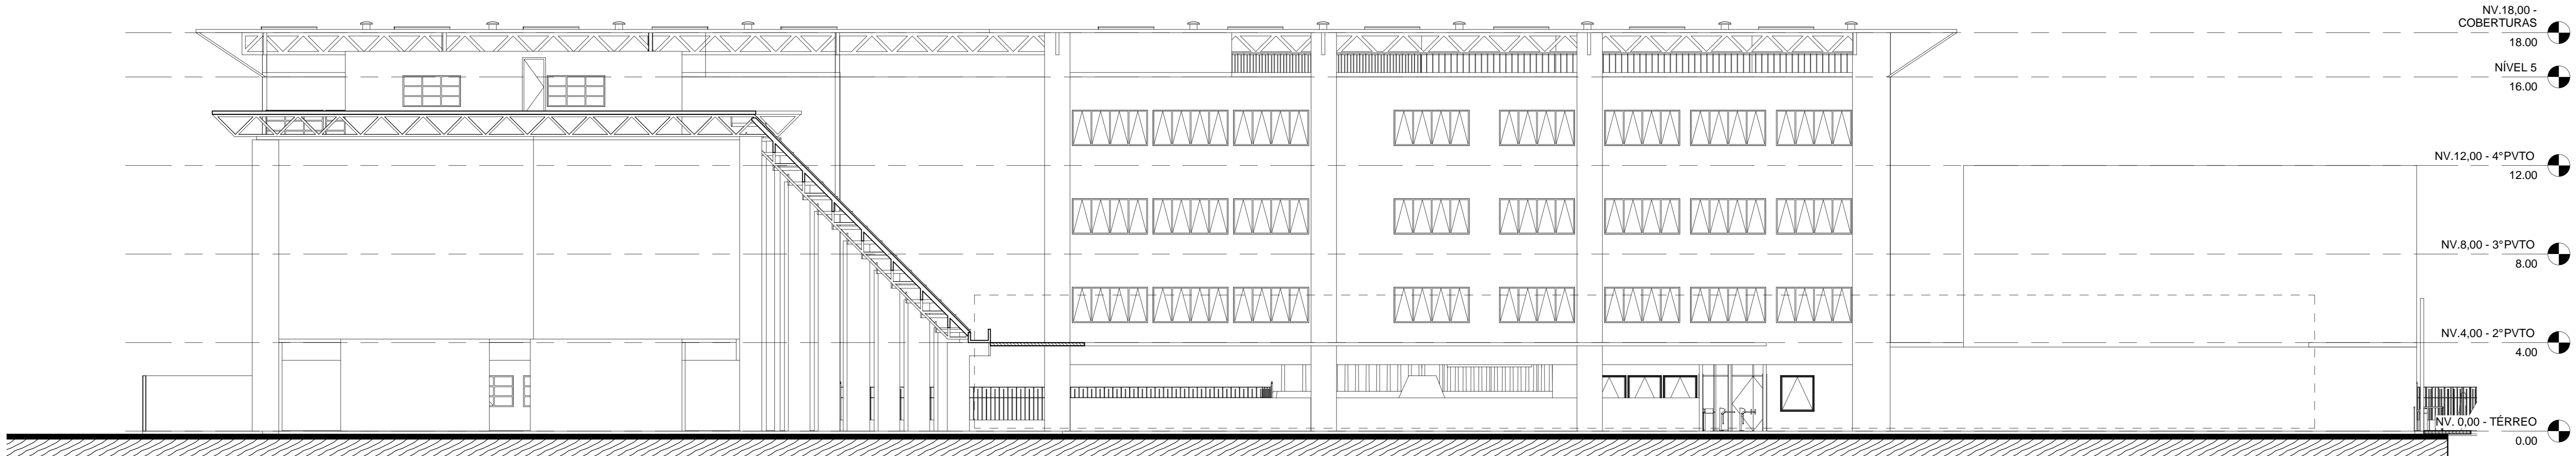 NV.18,00 -
COBERTURAS
18.00
NÍVEL 5
16.00
NV.12,00 - 4°PVTO
12.00
NV.8,00 - 3°PVTO
8.00
NV.4,00 - 2°PVTO
4.00
NV. 0,00 - TÉRREO
0.00